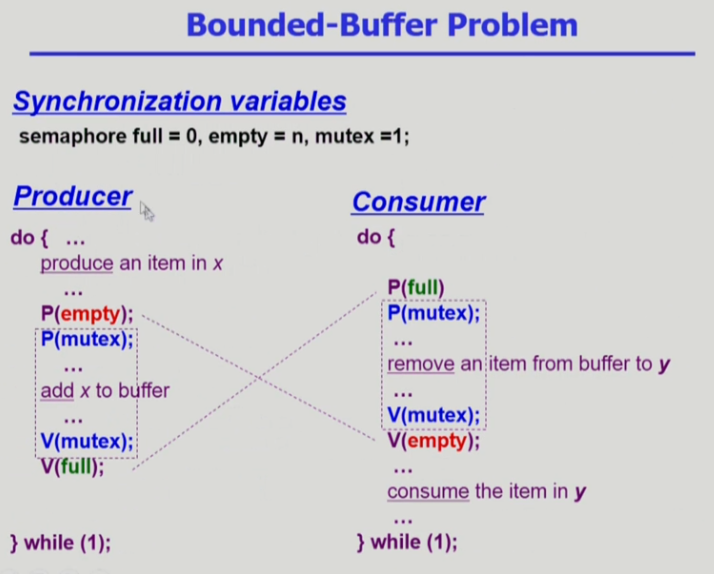 Bounded-Buffer Problem
Synchronization variables
semaphore full = 0, empty = n, mutex =1;
Producer
do { ...
produce an item in x
...
P(empty);
P(mutex);
...
add x to buffer
...
V(mutex);
V(full);
} while (1);
Consumer
do {
P(full)
P(mutex);
...
remove an item from buffer to y
...
V(mutex);
V(empty);
...
consume the item in y
...
} while (1);